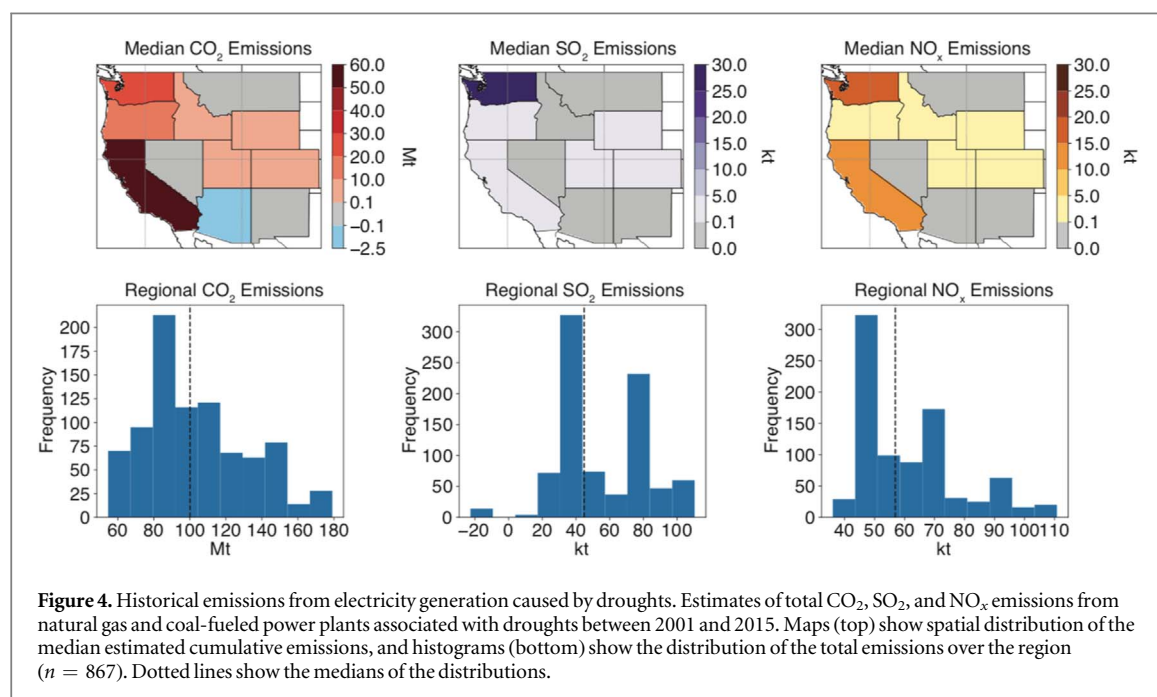 Median CO₂ Emissions
60.0
50.0
40.0
30.0
20.0
10.0
0.1
−0.1
−2.5
Mt
Median SO₂ Emissions
30.0
25.0
20.0
15.0
10.0
5.0
0.1
0.0
kt
Median NOₓ Emissions
30.0
25.0
20.0
15.0
10.0
5.0
0.1
0.0
kt
Regional CO₂ Emissions
Frequency
200
175
150
125
100
75
50
25
0
60 80 100 120 140 160 180
Mt
Regional SO₂ Emissions
Frequency
300
250
200
150
100
50
0
−20 0 20 40 60 80 100
kt
Regional NOₓ Emissions
Frequency
300
250
200
150
100
50
0
40 50 60 70 80 90 100 110
kt
Figure 4. Historical emissions from electricity generation caused by droughts. Estimates of total CO₂, SO₂, and NOₓ emissions from
natural gas and coal-fueled power plants associated with droughts between 2001 and 2015. Maps (top) show spatial distribution of the
median estimated cumulative emissions, and histograms (bottom) show the distribution of the total emissions over the region
(n = 867). Dotted lines show the medians of the distributions.